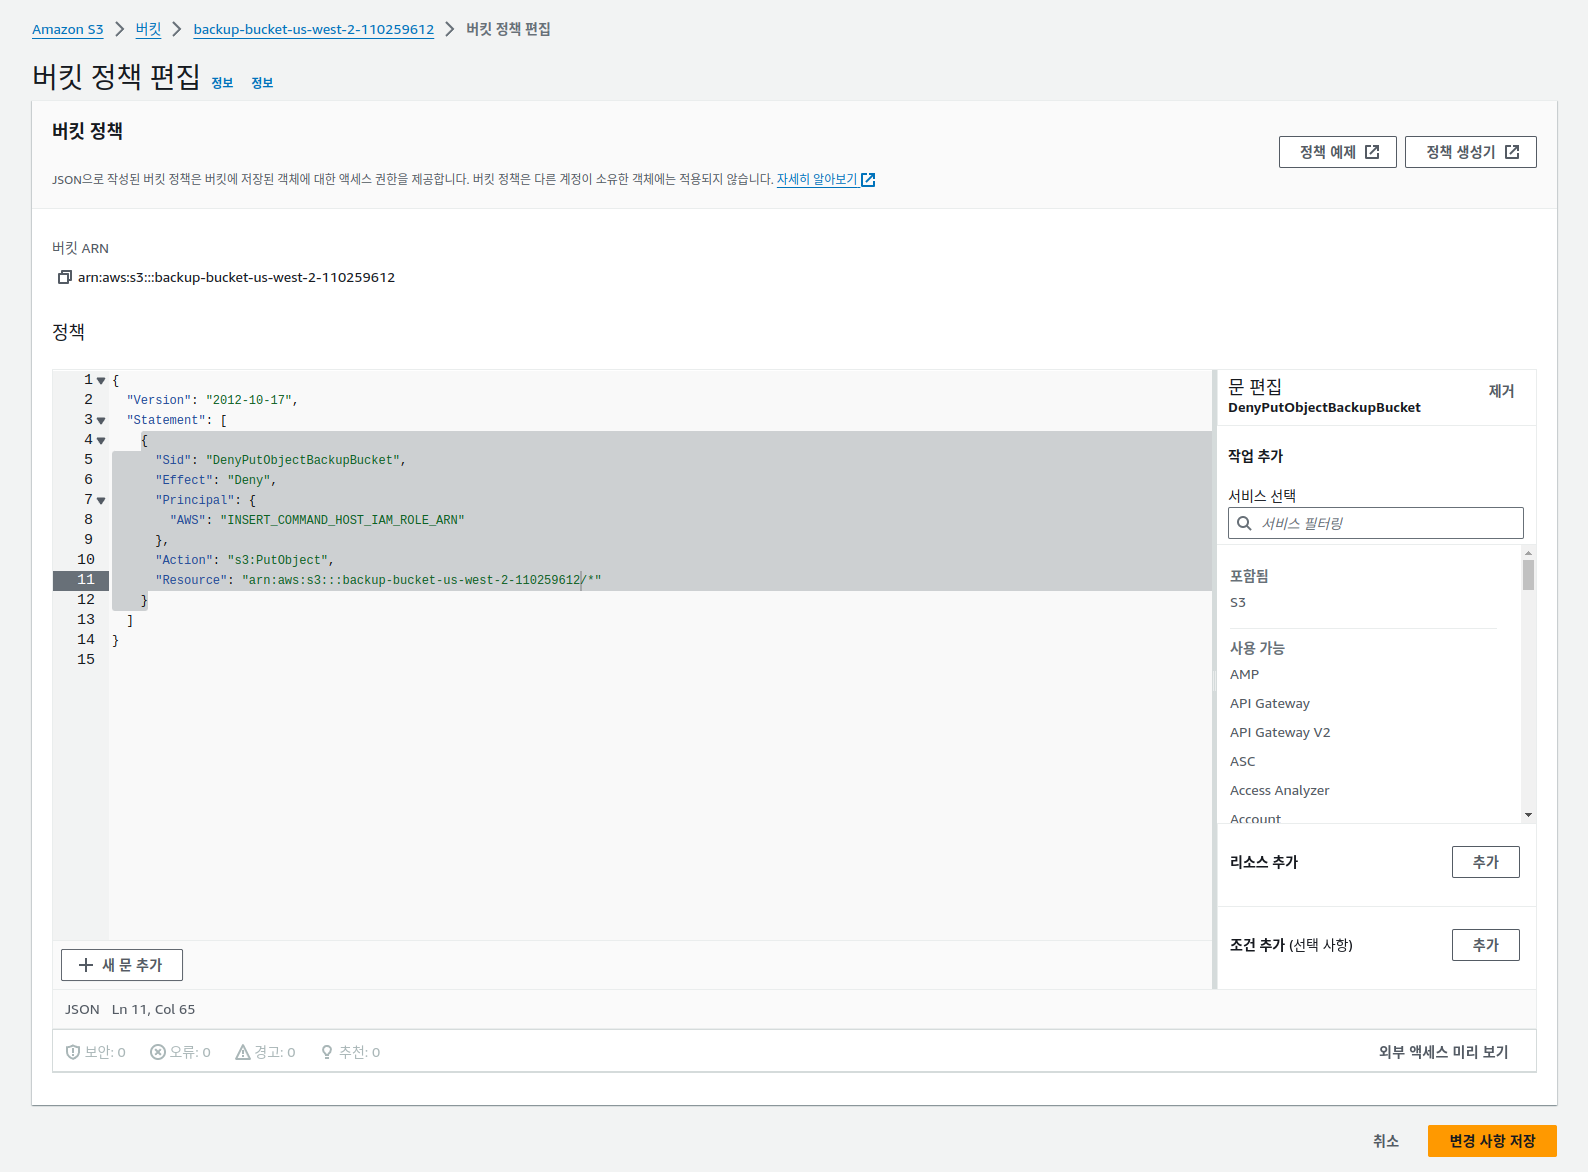 Amazon S3 > 버킷 > backup-bucket-us-west-2-110259612 > 버킷 정책 편집
버킷 정책 편집 정보 정보
버킷 정책
정책 예제
정책 생성기
JSON으로 작성된 버킷 정책은 버킷에 저장된 객체에 대한 액세스 권한을 제공합니다. 버킷 정책은 다른 계정이 소유한 객체에는 적용되지 않습니다. 자세히 알아보기
버킷 ARN
arn:aws:s3:::backup-bucket-us-west-2-110259612
정책
1 {
2 "Version": "2012-10-17",
3 "Statement": [
4 {
5 "Sid": "DenyPutObjectBackupBucket",
6 "Effect": "Deny",
7 "Principal": {
8 "AWS": "INSERT_COMMAND_HOST_IAM_ROLE_ARN"
9 },
10 "Action": "s3:PutObject",
11 "Resource": "arn:aws:s3:::backup-bucket-us-west-2-110259612/*"
12 }
13 ]
14 }
15
문 편집
제거
DenyPutObjectBackupBucket
작업 추가
서비스 선택
서비스 필터링
포함됨
S3
사용 가능
AMP
API Gateway
API Gateway V2
ASC
Access Analyzer
Account
리소스 추가
추가
조건 추가 (선택 사항)
추가
+ 새 문 추가
JSON Ln 11, Col 65
보안: 0 오류: 0 경고: 0 추천: 0
외부 액세스 미리 보기
취소
변경 사항 저장